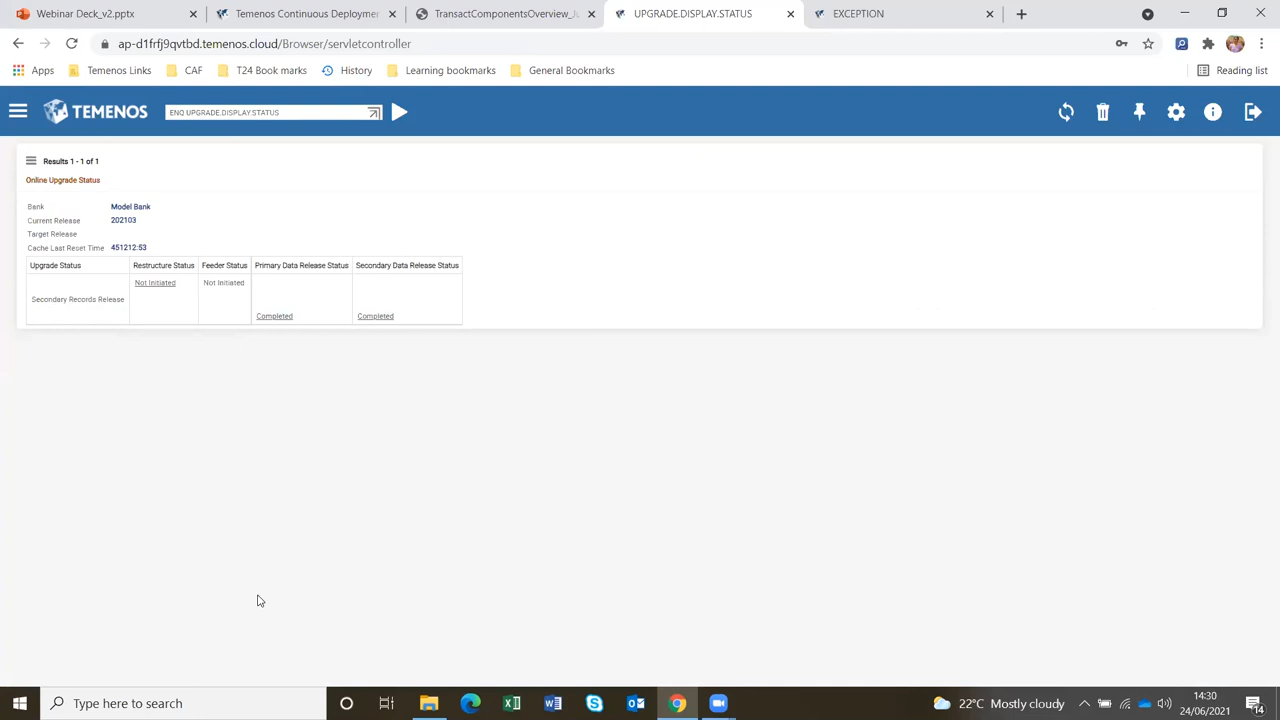 Webinar Deck_v2.pptx
Temenos Continuous Deploymer
TransactComponentsOverview_Ju
UPGRADE.DISPLAY.STATUS
EXCEPTION
ap-d1frfj9qvtbd.temenos.cloud/Browser/servletcontroller
Apps
Temenos Links
CAF
T24 Book marks
History
Learning bookmarks
General Bookmarks
Reading list
TEMENOS
ENQ UPGRADE.DISPLAY.STATUS
Results 1 - 1 of 1
Online Upgrade Status
Bank Model Bank
Current Release 202103
Target Release
Cache Last Reset Time 451212:53
Upgrade Status Restructure Status Feeder Status Primary Data Release Status Secondary Data Release Status
Not Initiated Not Initiated
Secondary Records Release
Completed Completed
Type here to search
22°C Mostly cloudy
14:30
24/06/2021
14